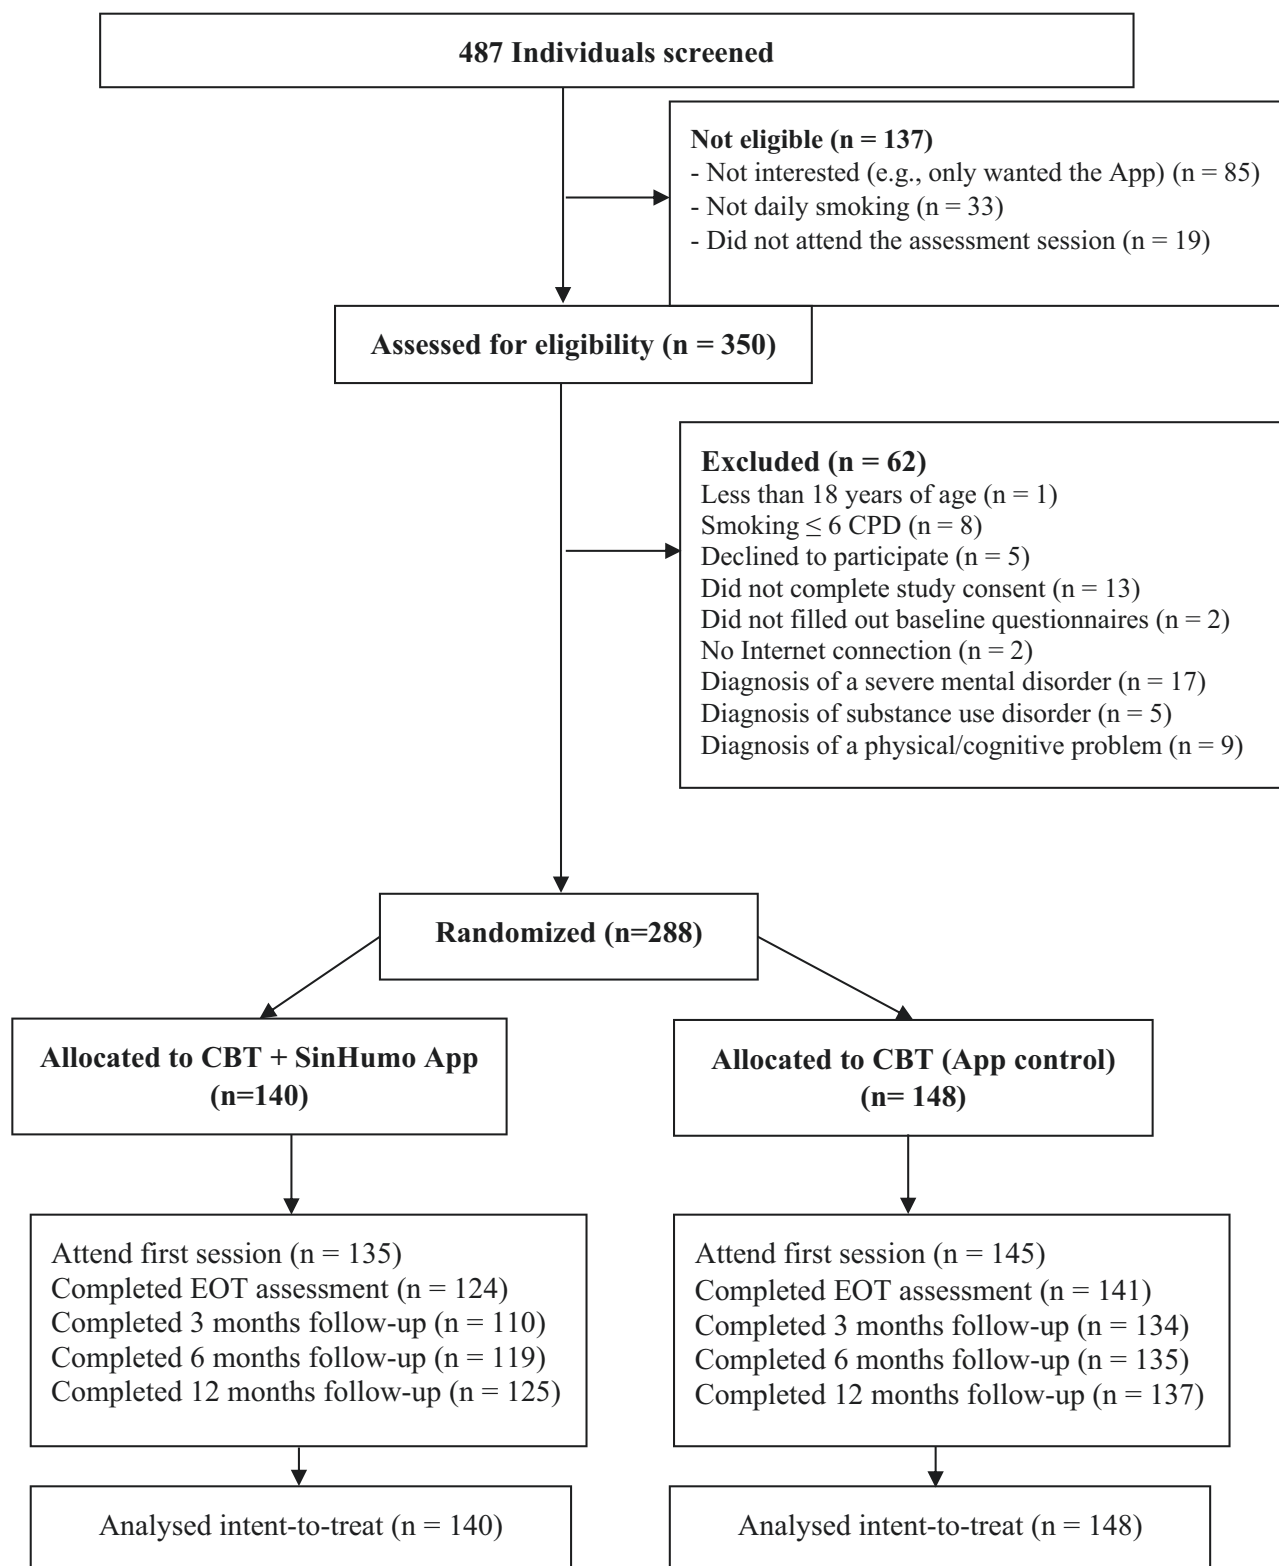 487 Individuals screened
Not eligible (n = 137)
- Not interested (e.g., only wanted the App) (n = 85)
- Not daily smoking (n = 33)
- Did not attend the assessment session (n = 19)
Assessed for eligibility (n = 350)
Excluded (n = 62)
Less than 18 years of age (n = 1)
Smoking ≤ 6 CPD (n = 8)
Declined to participate (n = 5)
Did not complete study consent (n = 13)
Did not filled out baseline questionnaires (n = 2)
No Internet connection (n = 2)
Diagnosis of a severe mental disorder (n = 17)
Diagnosis of substance use disorder (n = 5)
Diagnosis of a physical/cognitive problem (n = 9)
Randomized (n=288)
Allocated to CBT + SinHumo App
(n=140)
Allocated to CBT (App control)
(n= 148)
Attend first session (n = 135)
Completed EOT assessment (n = 124)
Completed 3 months follow-up (n = 110)
Completed 6 months follow-up (n = 119)
Completed 12 months follow-up (n = 125)
Attend first session (n = 145)
Completed EOT assessment (n = 141)
Completed 3 months follow-up (n = 134)
Completed 6 months follow-up (n = 135)
Completed 12 months follow-up (n = 137)
Analysed intent-to-treat (n = 140)
Analysed intent-to-treat (n = 148)